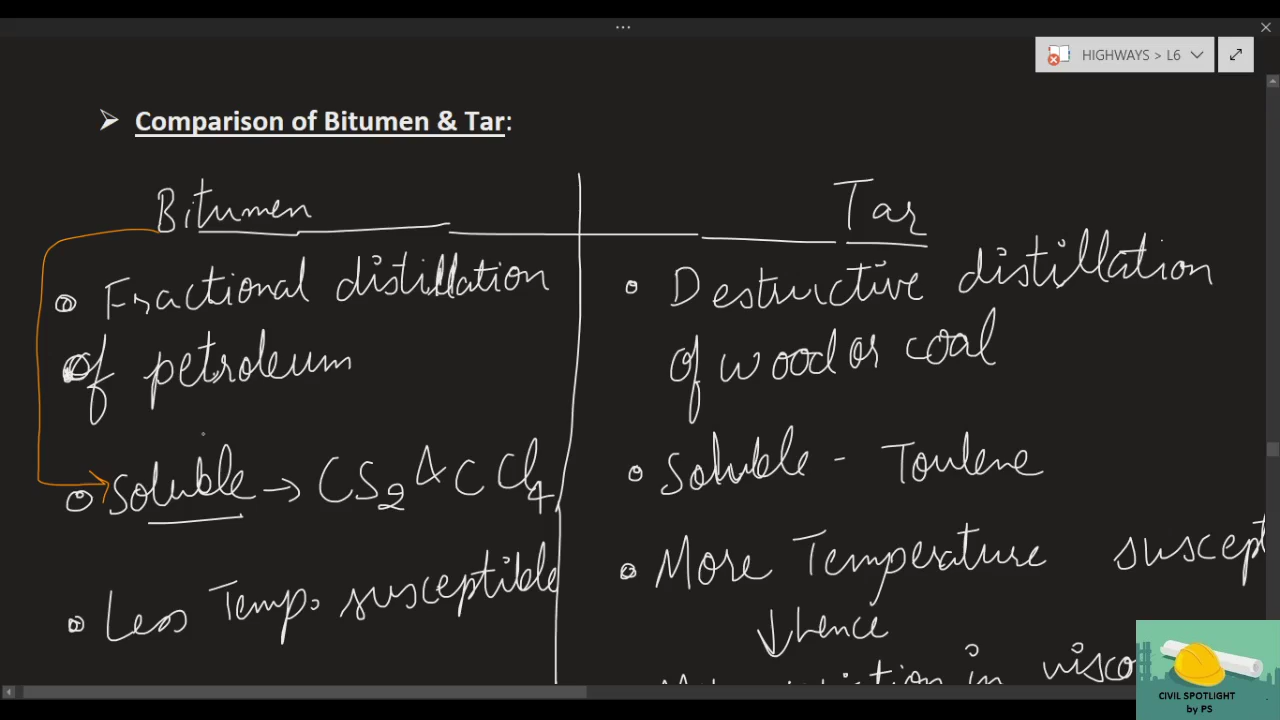 HIGHWAYS > L6
Comparison of Bitumen & Tar:
Bitumen
Fractional distillation
of petroleum
Soluble → CS2 & CCl4
Less Temp. susceptible
Tar
Destructive distillation
of wood or coal
Soluble - Toulene
More Temperature suscept
↓ hence
in visco
CIVIL SPOTLIGHT
by PS